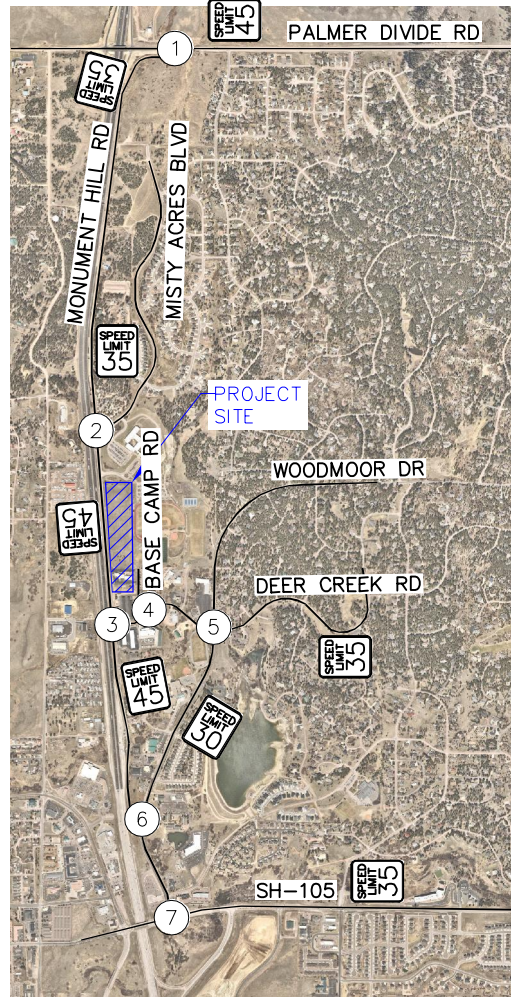 SPEED
LIMIT
45
PALMER DIVIDE RD
1
SPEED
LIMIT
35
MONUMENT HILL RD
MISTY ACRES BLVD
SPEED
LIMIT
35
PROJECT
SITE
2
BASE CAMP RD
WOODMOOR DR
SPEED
LIMIT
45
DEER CREEK RD
3
4
5
SPEED
LIMIT
35
SPEED
LIMIT
45
SPEED
LIMIT
30
6
SPEED
LIMIT
35
SH-105
7